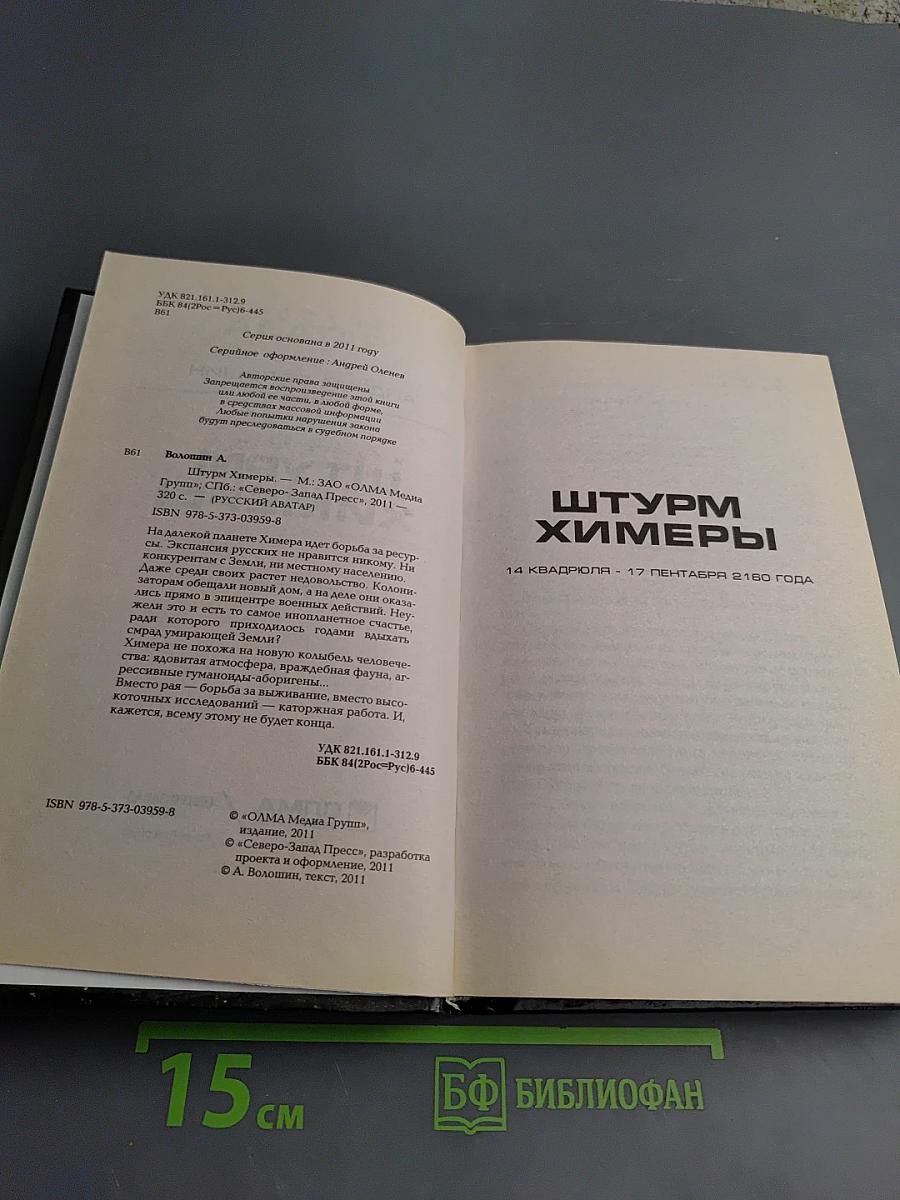 УДК 821.161.1-312.9
ББК 84(2Рос=Рус)6-445
В61
Серия основана в 2011 году
Серийное оформление : Андрей Оленев
Авторские права защищены
Запрещается воспроизведение этой книги
или любой ее части, в любой форме,
в средствах массовой информации
Любые попытки нарушения закона
будут преследоваться в судебном порядке
В61 Волошин А.
Штурм Химеры. — М.: ЗАО «ОЛМА Медиа
Групп»; СПб.: «Северо- Запад Пресс», 2011 —
320 с. — (РУССКИЙ АВАТАР)
ISBN 978-5-373-03959-8
На далекой планете Химера идет борьба за ресур-
сы. Экспансия русских не нравится никому. Ни
конкурентам с Земли, ни местному населению.
Даже среди своих растет недовольство. Колони-
заторам обещали новый дом, а на деле они оказа-
лись прямо в эпицентре военных действий. Неу-
жели это и есть то самое инопланетное счастье,
ради которого приходилось годами вдыхать
смрад умирающей Земли?
Химера не похожа на новую колыбель человече-
ства: ядовитая атмосфера, враждебная фауна, аг-
рессивные гуманоиды-аборигены...
Вместо рая — борьба за выживание, вместо высо-
коточных исследований — каторжная работа. И,
кажется, всему этому не будет конца.
УДК 821.161.1-312.9
ББК 84(2Рос=Рус)6-445
ISBN 978-5-373-03959-8
© «ОЛМА Медиа Групп»,
издание, 2011
© «Северо-Запад Пресс», разработка
проекта и оформление, 2011
© А. Волошин, текст, 2011
ШТУРМ
ХИМЕРЫ
14 КВАДРЮЛЯ - 17 ПЕНТАБРЯ 2160 ГОДА
15 СМ
БФ БИБЛИОФАН